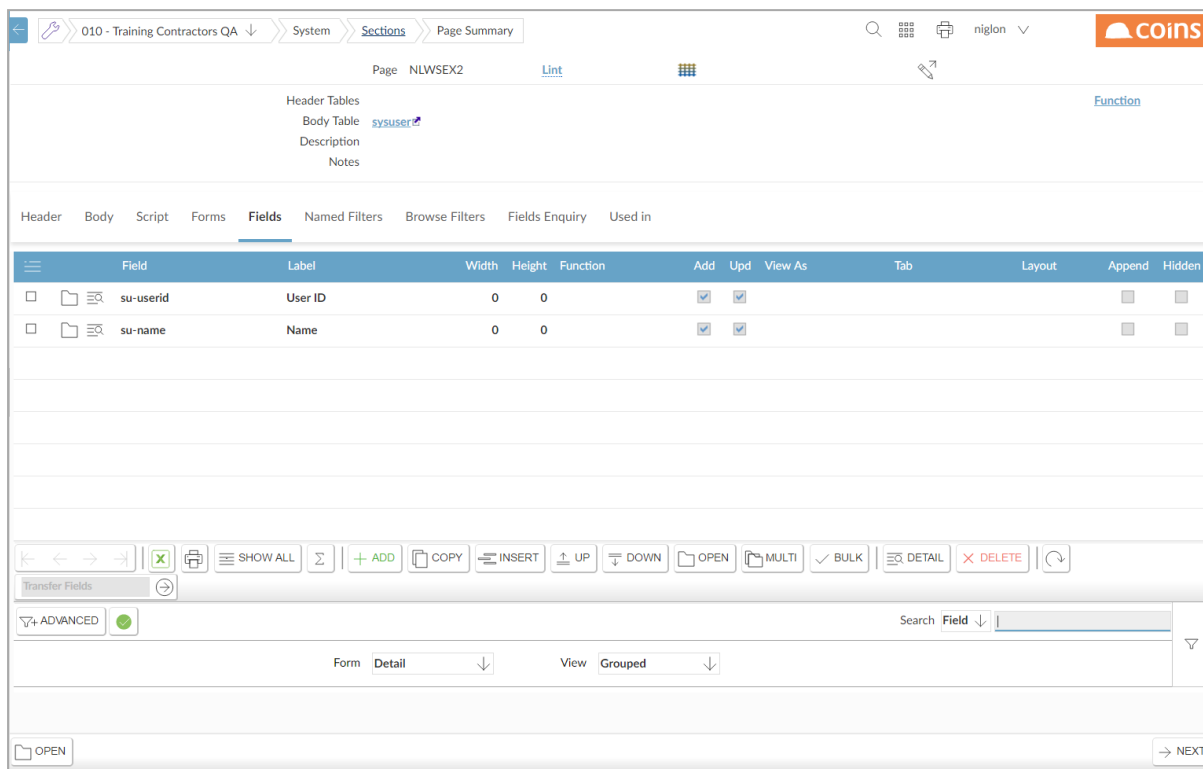 010 - Training Contractors QA System Sections Page Summary niglon coins
Page NLWSEX2 Lint
Header Tables Function
Body Table sysuser
Description
Notes
Header Body Script Forms Fields Named Filters Browse Filters Fields Enquiry Used in
Field Label Width Height Function Add Upd View As Tab Layout Append Hidden
su-userid User ID 0 0
su-name Name 0 0
SHOW ALL Σ + ADD COPY INSERT UP DOWN OPEN MULTI BULK DETAIL DELETE
Transfer Fields
ADVANCED Search Field
Form Detail View Grouped
OPEN NEXT